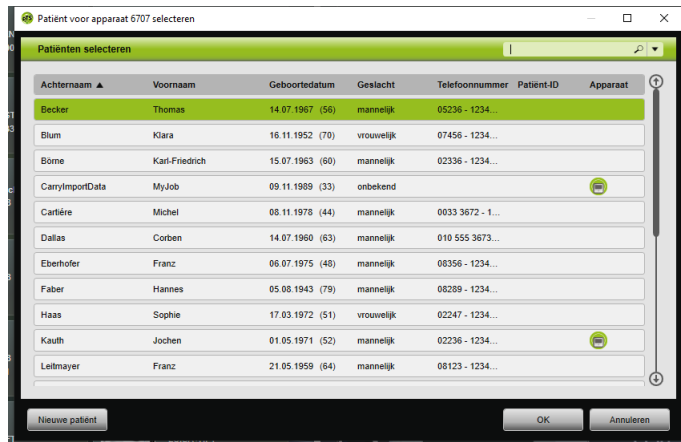 Patiënt voor apparaat 6707 selecteren
Patiënten selecteren
Achternaam ▲ Voornaam Geboortedatum Geslacht Telefoonnummer Patiënt-ID Apparaat
Becker Thomas 14.07.1967 (56) mannelijk 05236 - 1234...
Blum Klara 16.11.1952 (70) vrouwelijk 07456 - 1234...
Börne Karl-Friedrich 15.07.1963 (60) mannelijk 02336 - 1234...
CarryImportData MyJob 09.11.1989 (33) onbekend
Cartiére Michel 08.11.1978 (44) mannelijk 0033 3672 - 1...
Dallas Corben 14.07.1960 (63) mannelijk 010 555 3673...
Eberhofer Franz 06.07.1975 (48) mannelijk 08356 - 1234...
Faber Hannes 05.08.1943 (79) mannelijk 08289 - 1234...
Haas Sophie 17.03.1972 (51) vrouwelijk 02247 - 1234...
Kauth Jochen 01.05.1971 (52) mannelijk 02236 - 1234...
Leitmayer Franz 21.05.1959 (64) mannelijk 08123 - 1234...
Nieuwe patiënt OK Annuleren